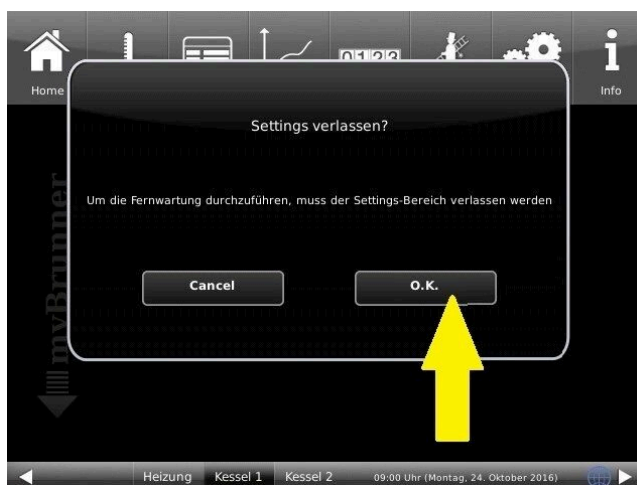 0123
Home
Info
Settings verlassen?
Um die Fernwartung durchzuführen, muss der Settings-Bereich verlassen werden
Cancel
O.K.
myBrunner
Heizung Kessel 1 Kessel 2 09:00 Uhr (Montag, 24. Oktober 2016)